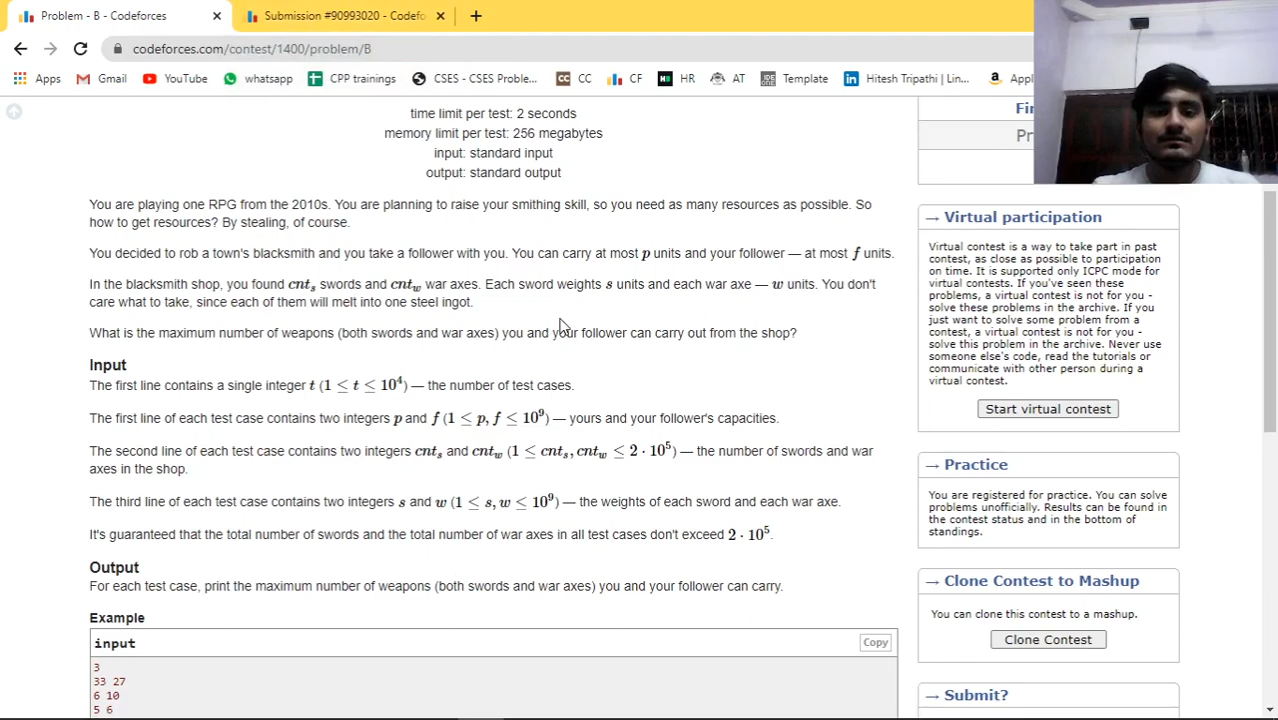 Problem - B - Codeforces
Submission #90993020 - Codefo
codeforces.com/contest/1400/problem/B
Apps Gmail YouTube whatsapp CPP trainings CSES - CSES Proble... CC CC CF HR AT IDE ONE Template Hitesh Tripathi | Lin... Appl
time limit per test: 2 seconds
memory limit per test: 256 megabytes
input: standard input
output: standard output
You are playing one RPG from the 2010s. You are planning to raise your smithing skill, so you need as many resources as possible. So
how to get resources? By stealing, of course.
You decided to rob a town's blacksmith and you take a follower with you. You can carry at most p units and your follower — at most f units.
In the blacksmith shop, you found cnt_s swords and cnt_w war axes. Each sword weights s units and each war axe — w units. You don't
care what to take, since each of them will melt into one steel ingot.
What is the maximum number of weapons (both swords and war axes) you and your follower can carry out from the shop?
Input
The first line contains a single integer t (1 ≤ t ≤ 10^4) — the number of test cases.
The first line of each test case contains two integers p and f (1 ≤ p, f ≤ 10^9) — yours and your follower's capacities.
The second line of each test case contains two integers cnt_s and cnt_w (1 ≤ cnt_s, cnt_w ≤ 2 · 10^5) — the number of swords and war
axes in the shop.
The third line of each test case contains two integers s and w (1 ≤ s, w ≤ 10^9) — the weights of each sword and each war axe.
It's guaranteed that the total number of swords and the total number of war axes in all test cases don't exceed 2 · 10^5.
Output
For each test case, print the maximum number of weapons (both swords and war axes) you and your follower can carry.
Example
input
Copy
3
33 27
6 10
5 6
Fin
Pr
→ Virtual participation
Virtual contest is a way to take part in past
contest, as close as possible to participation
on time. It is supported only ICPC mode for
virtual contests. If you've seen these
problems, a virtual contest is not for you -
solve these problems in the archive. If you
just want to solve some problem from a
contest, a virtual contest is not for you -
solve this problem in the archive. Never use
someone else's code, read the tutorials or
communicate with other person during a
virtual contest.
Start virtual contest
→ Practice
You are registered for practice. You can solve
problems unofficially. Results can be found in
the contest status and in the bottom of
standings.
→ Clone Contest to Mashup
You can clone this contest to a mashup.
Clone Contest
→ Submit?